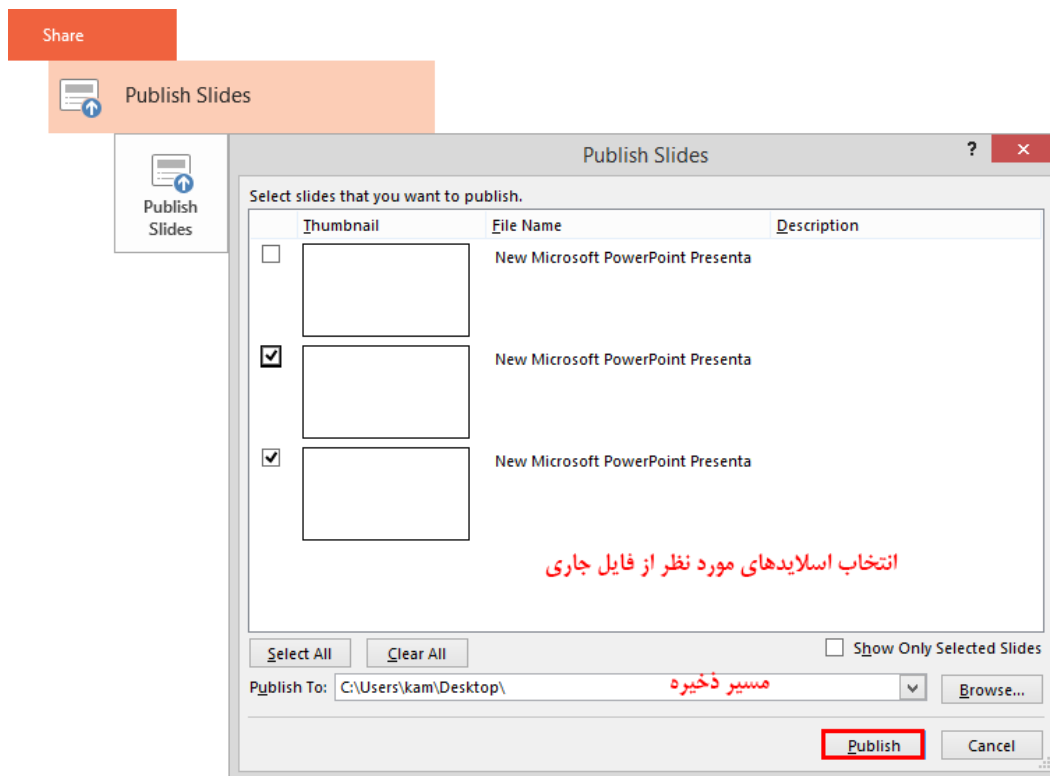 Share
Publish Slides
Publish
Slides
Publish Slides
?
Select slides that you want to publish.
Thumbnail File Name Description
New Microsoft PowerPoint Presenta
New Microsoft PowerPoint Presenta
New Microsoft PowerPoint Presenta
انتخاب اسلایدهای مورد نظر از فایل جاری
Select All Clear All Show Only Selected Slides
Publish To: C:\Users\kam\Desktop\ مسیر ذخیره Browse...
Publish Cancel